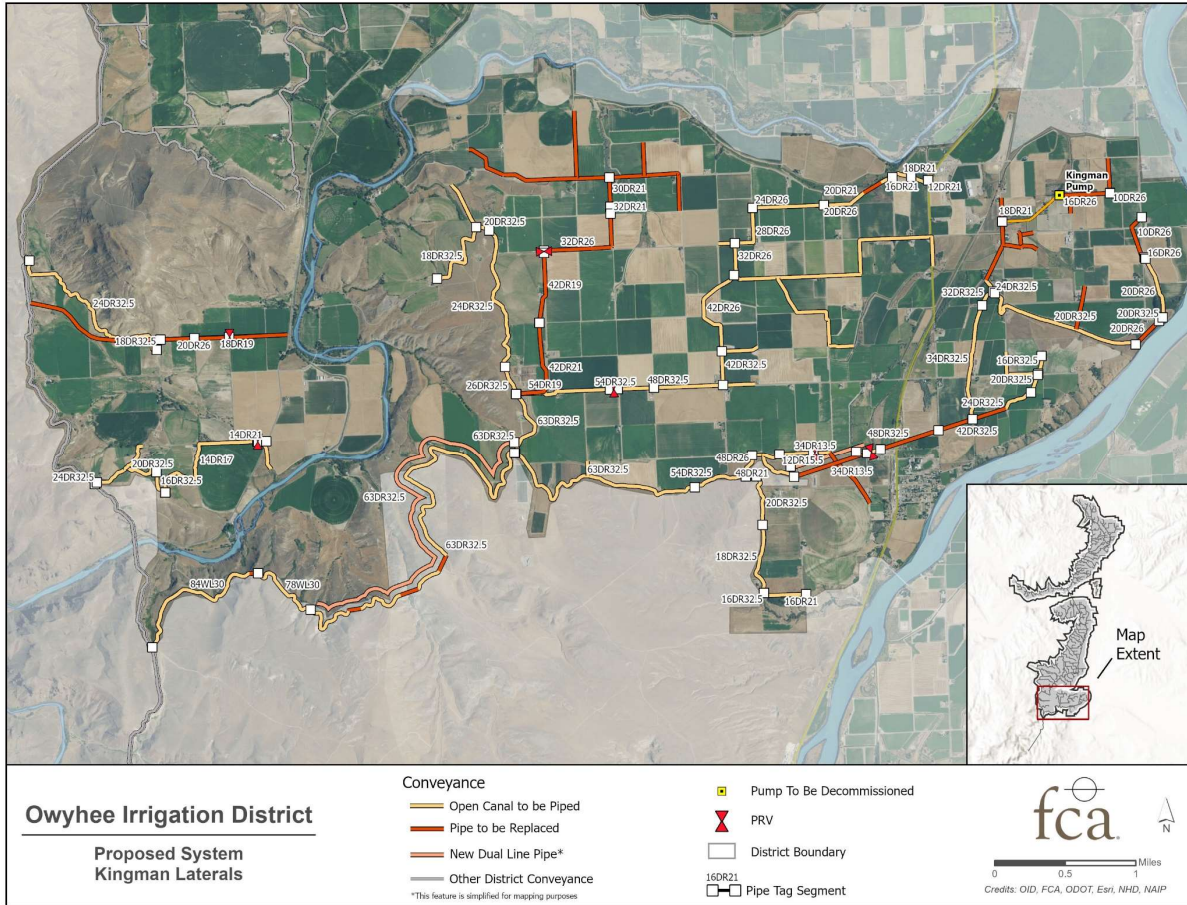 18DR21
16DR21
12DR21
20DR21
20DR26
24DR26
28DR26
32DR26
30DR21
32DR21
32DR26
42DR19
42DR21
20DR32.5
18DR32.5
24DR32.5
26DR32.5
54DR19
54DR32.5
48DR32.5
42DR32.5
42DR26
Kingman
Pump
16DR26
10DR26
18DR21
10DR26
16DR26
20DR26
20DR32.5
20DR26
24DR32.5
32DR32.5
20DR32.5
34DR32.5
16DR32.5
20DR32.5
24DR32.5
42DR32.5
48DR32.5
34DR13.5
12DR15.5
34DR13.5
48DR26
48DR21
54DR32.5
63DR32.5
63DR32.5
63DR32.5
63DR32.5
63DR32.5
20DR32.5
18DR32.5
16DR32.5
16DR21
24DR32.5
18DR32.5
20DR26
18DR19
14DR21
14DR17
20DR32.5
24DR32.5
16DR32.5
84WL30
78WL30
Map
Extent
Owyhee Irrigation District
Proposed System
Kingman Laterals
Conveyance
Open Canal to be Piped
Pipe to be Replaced
New Dual Line Pipe*
Other District Conveyance
*This feature is simplified for mapping purposes
Pump To Be Decommissioned
PRV
District Boundary
16DR21
Pipe Tag Segment
fca
N
Miles
0 0.5 1
Credits: OID, FCA, ODOT, Esri, NHD, NAIP